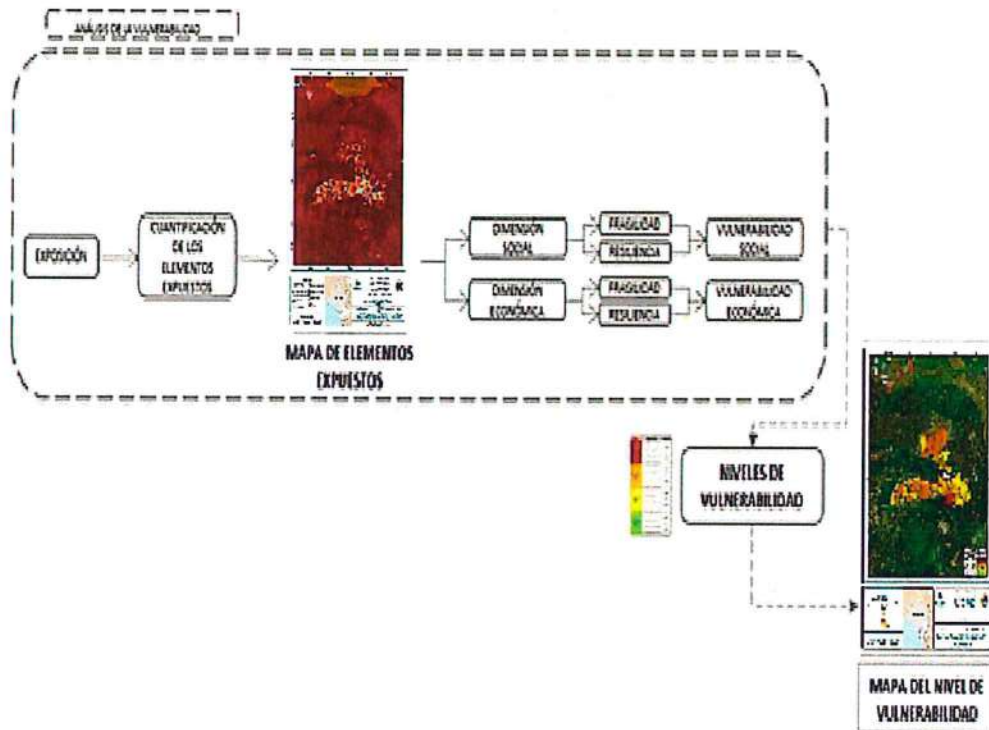 ANÁLISIS DE LA VULNERABILIDAD
EXPOSICIÓN
CUANTIFICACIÓN
DE LOS
ELEMENTOS
EXPUESTOS
MAPA DE ELEMENTOS
EXPUESTOS
DIMENSIÓN
SOCIAL
FRAGILIDAD
RESILIENCIA
VULNERABILIDAD
SOCIAL
DIMENSIÓN
ECONÓMICA
FRAGILIDAD
RESILIENCIA
VULNERABILIDAD
ECONÓMICA
NIVELES DE
VULNERABILIDAD
MAPA DEL NIVEL DE
VULNERABILIDAD